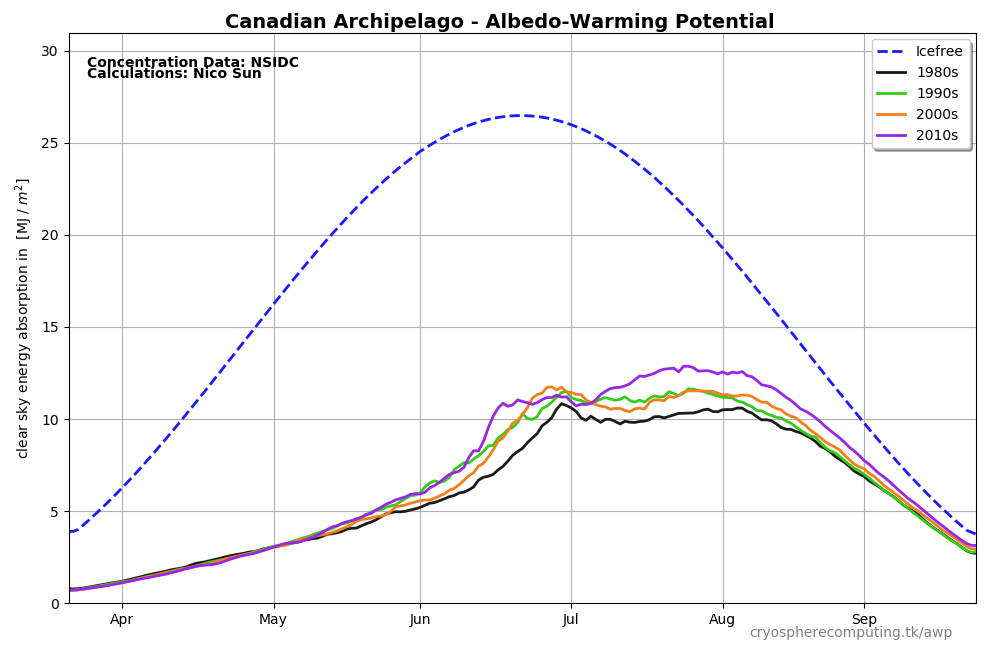 Canadian Archipelago - Albedo-Warming Potential
Concentration Data: NSIDC
Calculations: Nico Sun
Icefree
1980s
1990s
2000s
2010s
clear sky energy absorption in [MJ / m²]
30
25
20
15
10
5
0
Apr May Jun Jul Aug Sep
cryospherecomputing.tk/awp